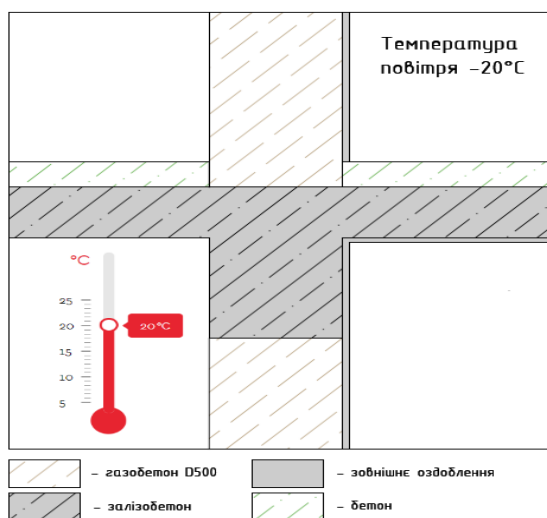 Температура
повітря -20°C
°C
25
20
20°C
15
10
5
- газобетон D500
- зовнішнє оздоблення
- залізобетон
- бетон